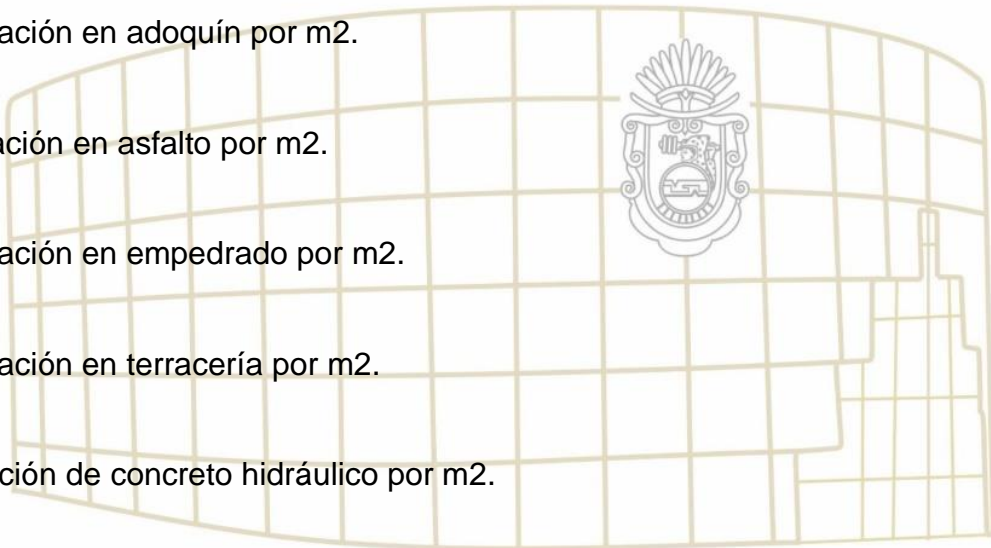 ación en adoquín por m2.
ación en asfalto por m2.
ación en empedrado por m2.
ación en terracería por m2.
ción de concreto hidráulico por m2.